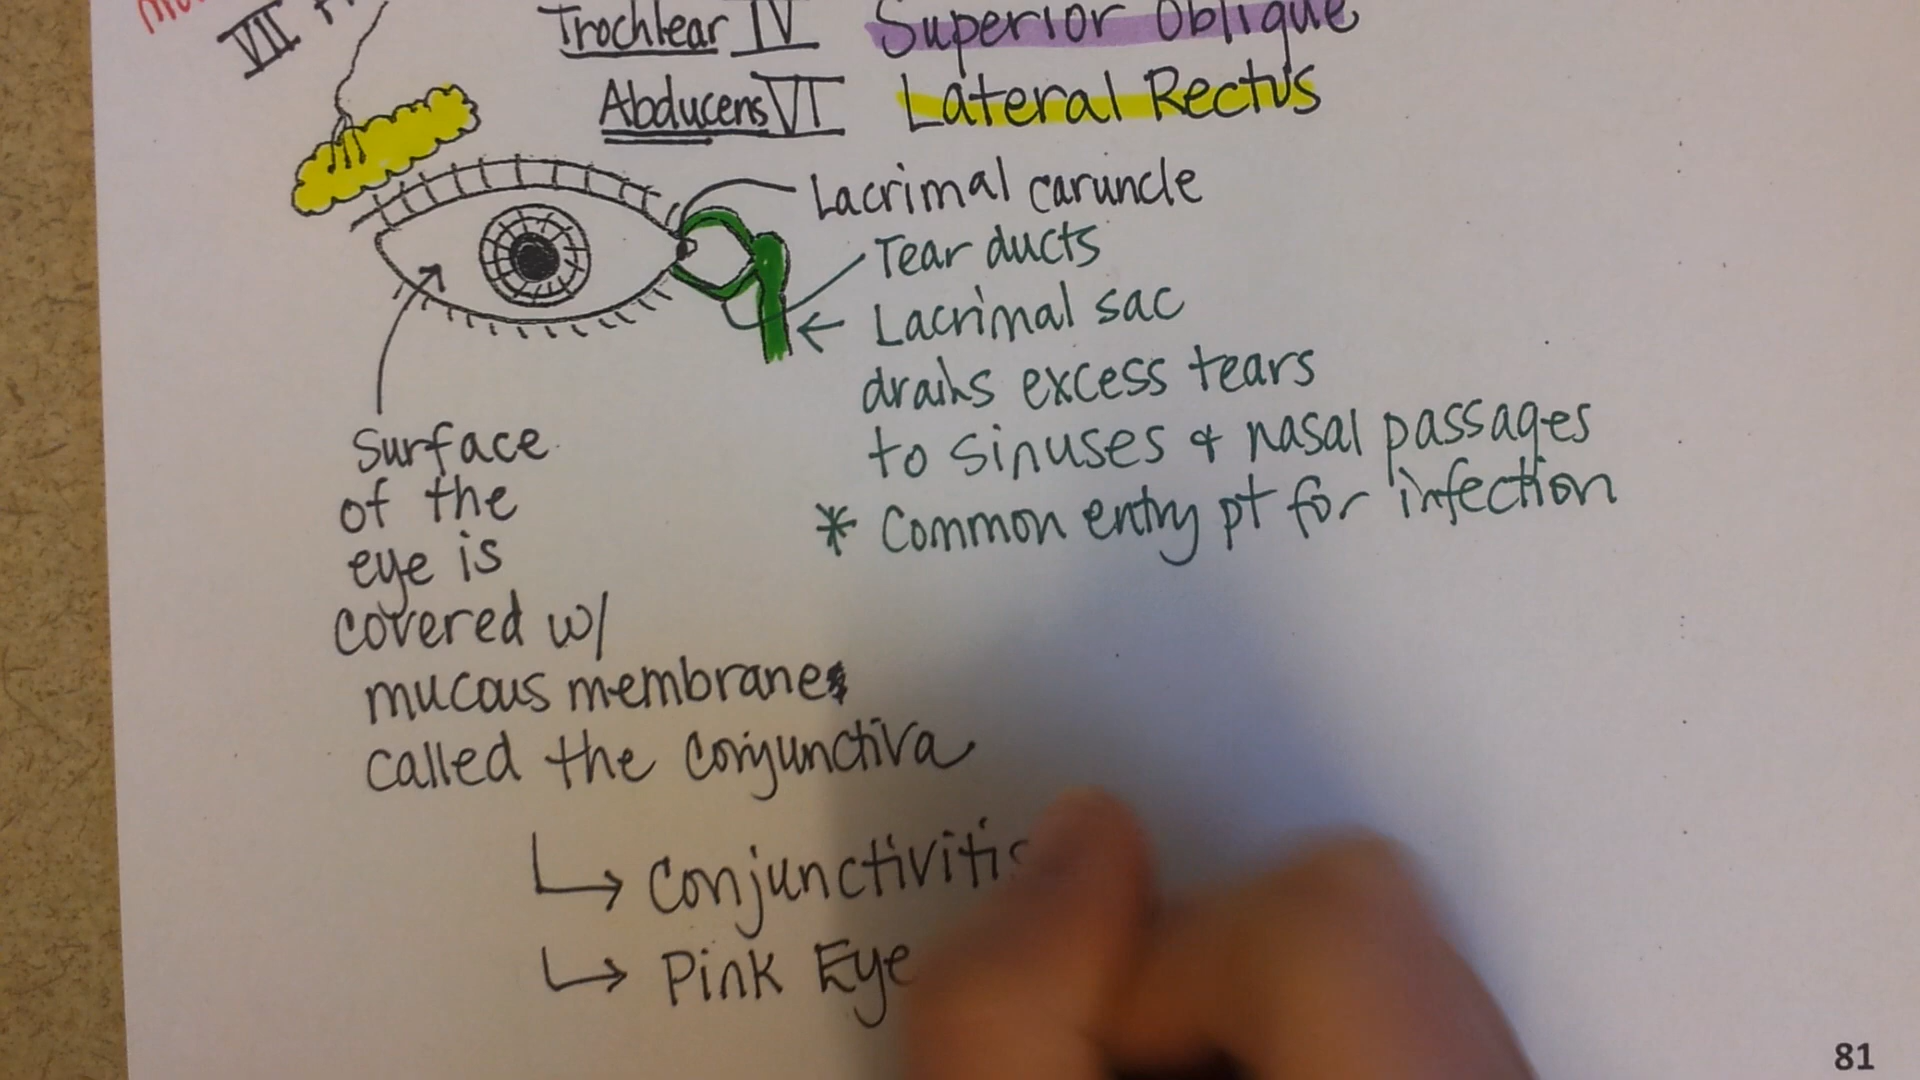 VII
Trochlear IV Superior Oblique
Abducens VI Lateral Rectus
Lacrimal caruncle
Tear ducts
Lacrimal sac
drains excess tears
to sinuses & nasal passages
* Common entry pt for infection
Surface
of the
eye is
covered w/
mucous membrane
called the conjunctiva
↳ Conjunctivitis
↳ Pink Eye
81